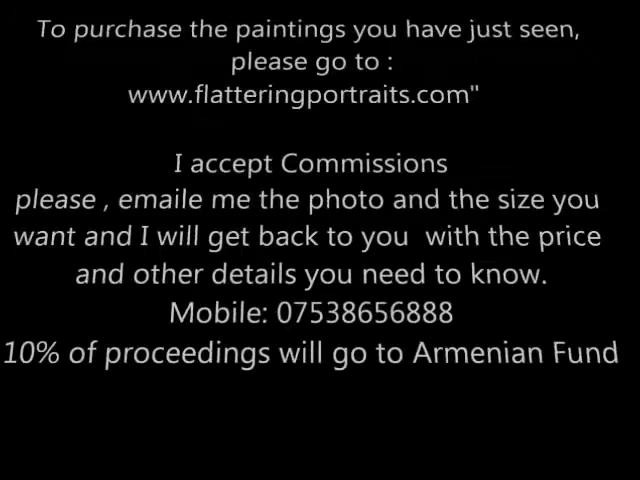 To purchase the paintings you have just seen,
please go to :
www.flatteringportraits.com"
I accept Commissions
please , emaile me the photo and the size you
want and I will get back to you with the price
and other details you need to know.
Mobile: 07538656888
10% of proceedings will go to Armenian Fund